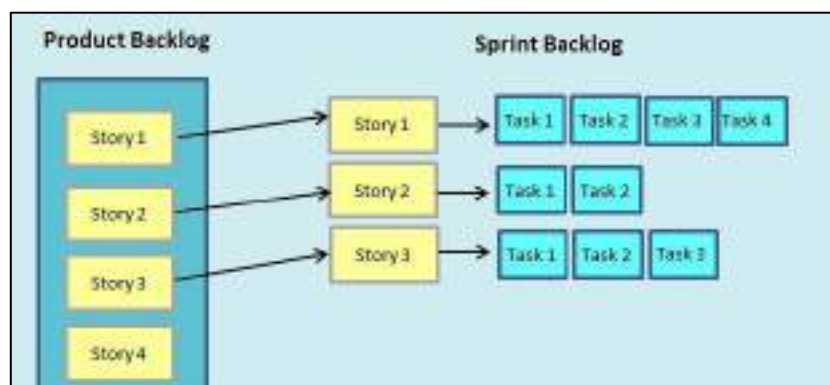 Product Backlog
Sprint Backlog
Story 1
Story 1
Task 1
Task 2
Task 3
Task 4
Story 2
Story 2
Task 1
Task 2
Story 3
Story 3
Task 1
Task 2
Task 3
Story 4